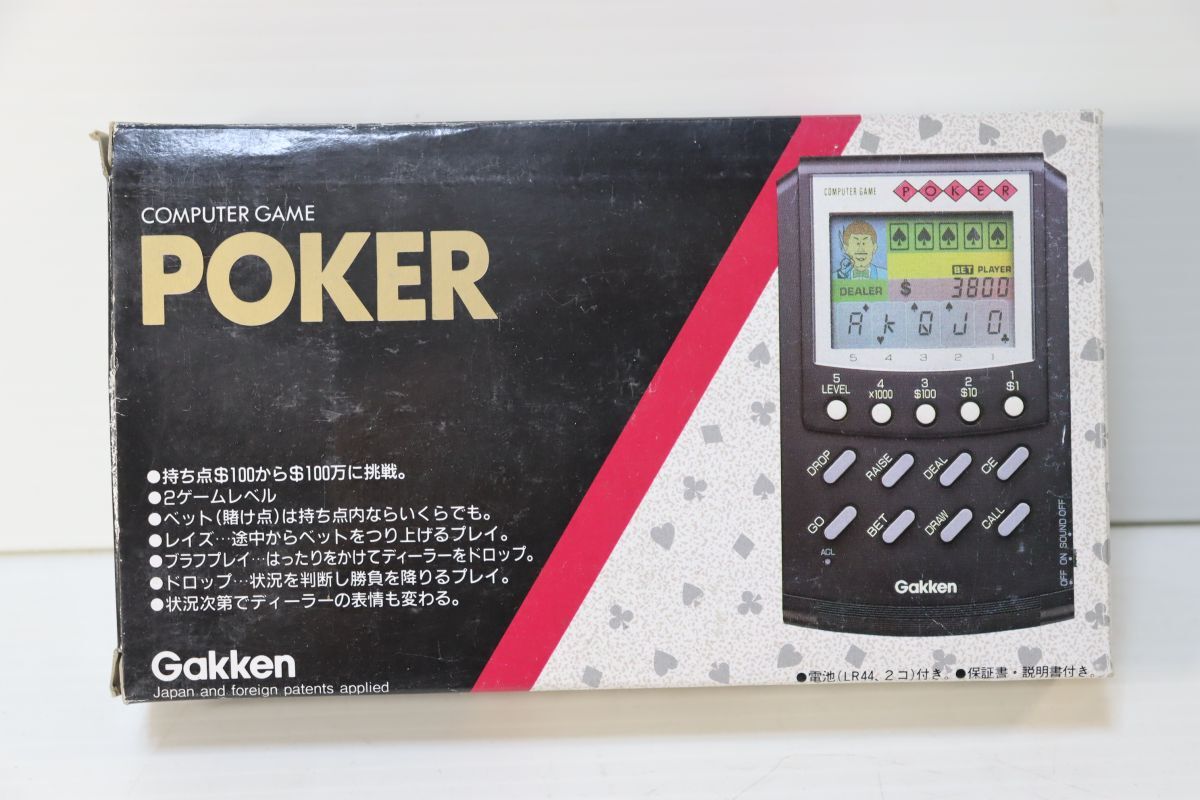 COMPUTER GAME
POKER
●持ち点$100から$100万に挑戦。
●2ゲームレベル
●ベット(賭け点)は持ち点内ならいくらでも。
●レイズ…途中からベットをつり上げるプレイ。
●ブラフプレイ…はったりをかけてディーラーをドロップ。
●ドロップ…状況を判断し勝負を降りるプレイ。
●状況次第でディーラーの表情も変わる。
Gakken
Japan and foreign patents applied
COMPUTER GAME POKER
BET PLAYER
DEALER $ 3800
A K Q J 0
5 4 3 2 1
5 4 3 2 1
LEVEL ×1000 $100 $10 $1
DROP RAISE DEAL CE
GO BET DRAW CALL
ACL
OFF ON SOUND OFF
Gakken
●電池(LR44、2コ)付き。●保証書・説明書付き。